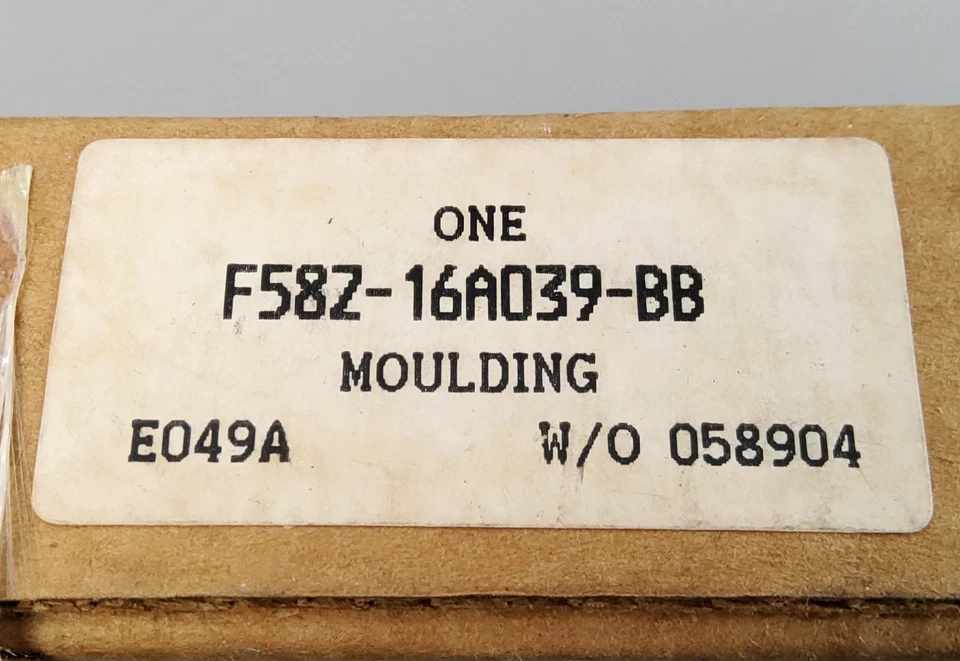 ONE
F58Z-16A039-BB
MOULDING
E049A W/O 058904